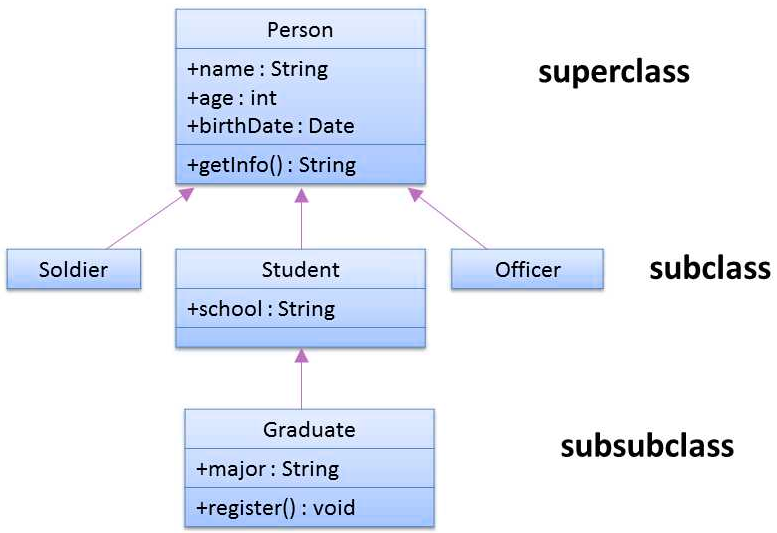 Person
+name : String
+age : int
+birthDate : Date
+getInfo() : String
superclass
Soldier
Student
+school : String
Officer
subclass
Graduate
+major : String
+register() : void
subsubclass